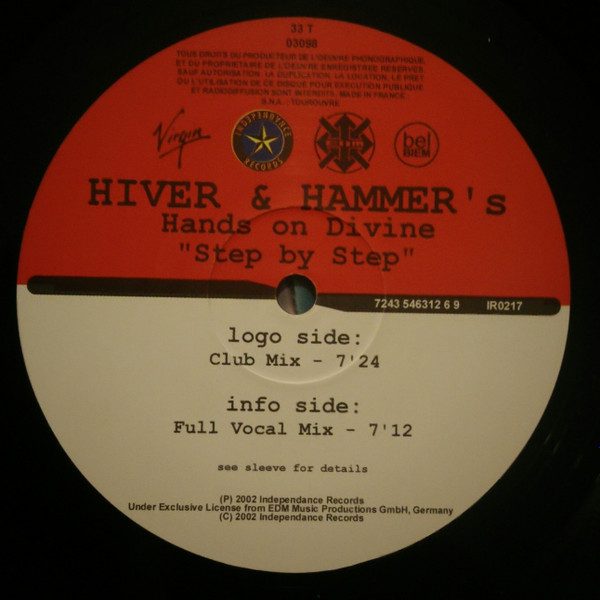 33 T
03098
TOUS DROITS DU PRODUCTEUR DE L'OEUVRE PHONOGRAPHIQUE
ET DU PROPRIETAIRE DE L'OEUVRE ENREGISTREE RESERVES
SAUF AUTORISATION. LA DUPLICATION, LA LOCATION, LE PRET
OU L'UTILISATION DE CE DISQUE POUR EXECUTION PUBLIQUE
ET RADIODIFFUSION SONT INTERDITS. MADE IN FRANCE.
S.N.A. : TOUROUVRE
Virgin
INDEPENDANCE RECORDS
bel
BIEM
HIVER & HAMMER's
Hands on Divine
"Step by Step"
7243 546312 6 9 IR0217
logo side:
Club Mix - 7'24
info side:
Full Vocal Mix - 7'12
see sleeve for details
(P) 2002 Independance Records
Under Exclusive License from EDM Music Productions GmbH, Germany
(C) 2002 Independance Records